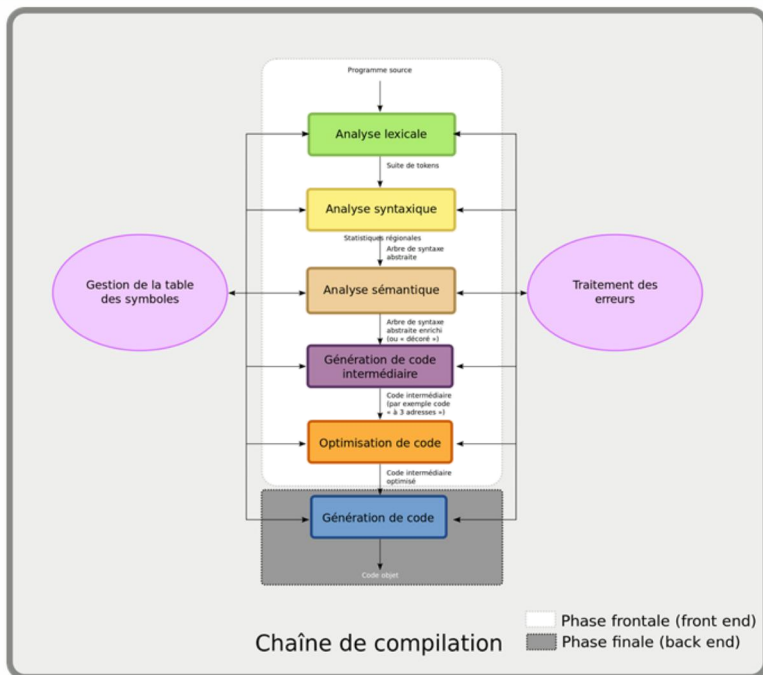 Programme source
Analyse lexicale
Suite de tokens
Analyse syntaxique
Statistiques régionales
Arbre de syntaxe
abstraite
Gestion de la table
des symboles
Analyse sémantique
Traitement des
erreurs
Arbre de syntaxe
abstraite enrichi
(ou « décoré »)
Génération de code
intermédiaire
Code intermédiaire
(par exemple code
« à 3 adresses »)
Optimisation de code
Code intermédiaire
optimisé
Génération de code
Code objet
Chaîne de compilation
Phase frontale (front end)
Phase finale (back end)